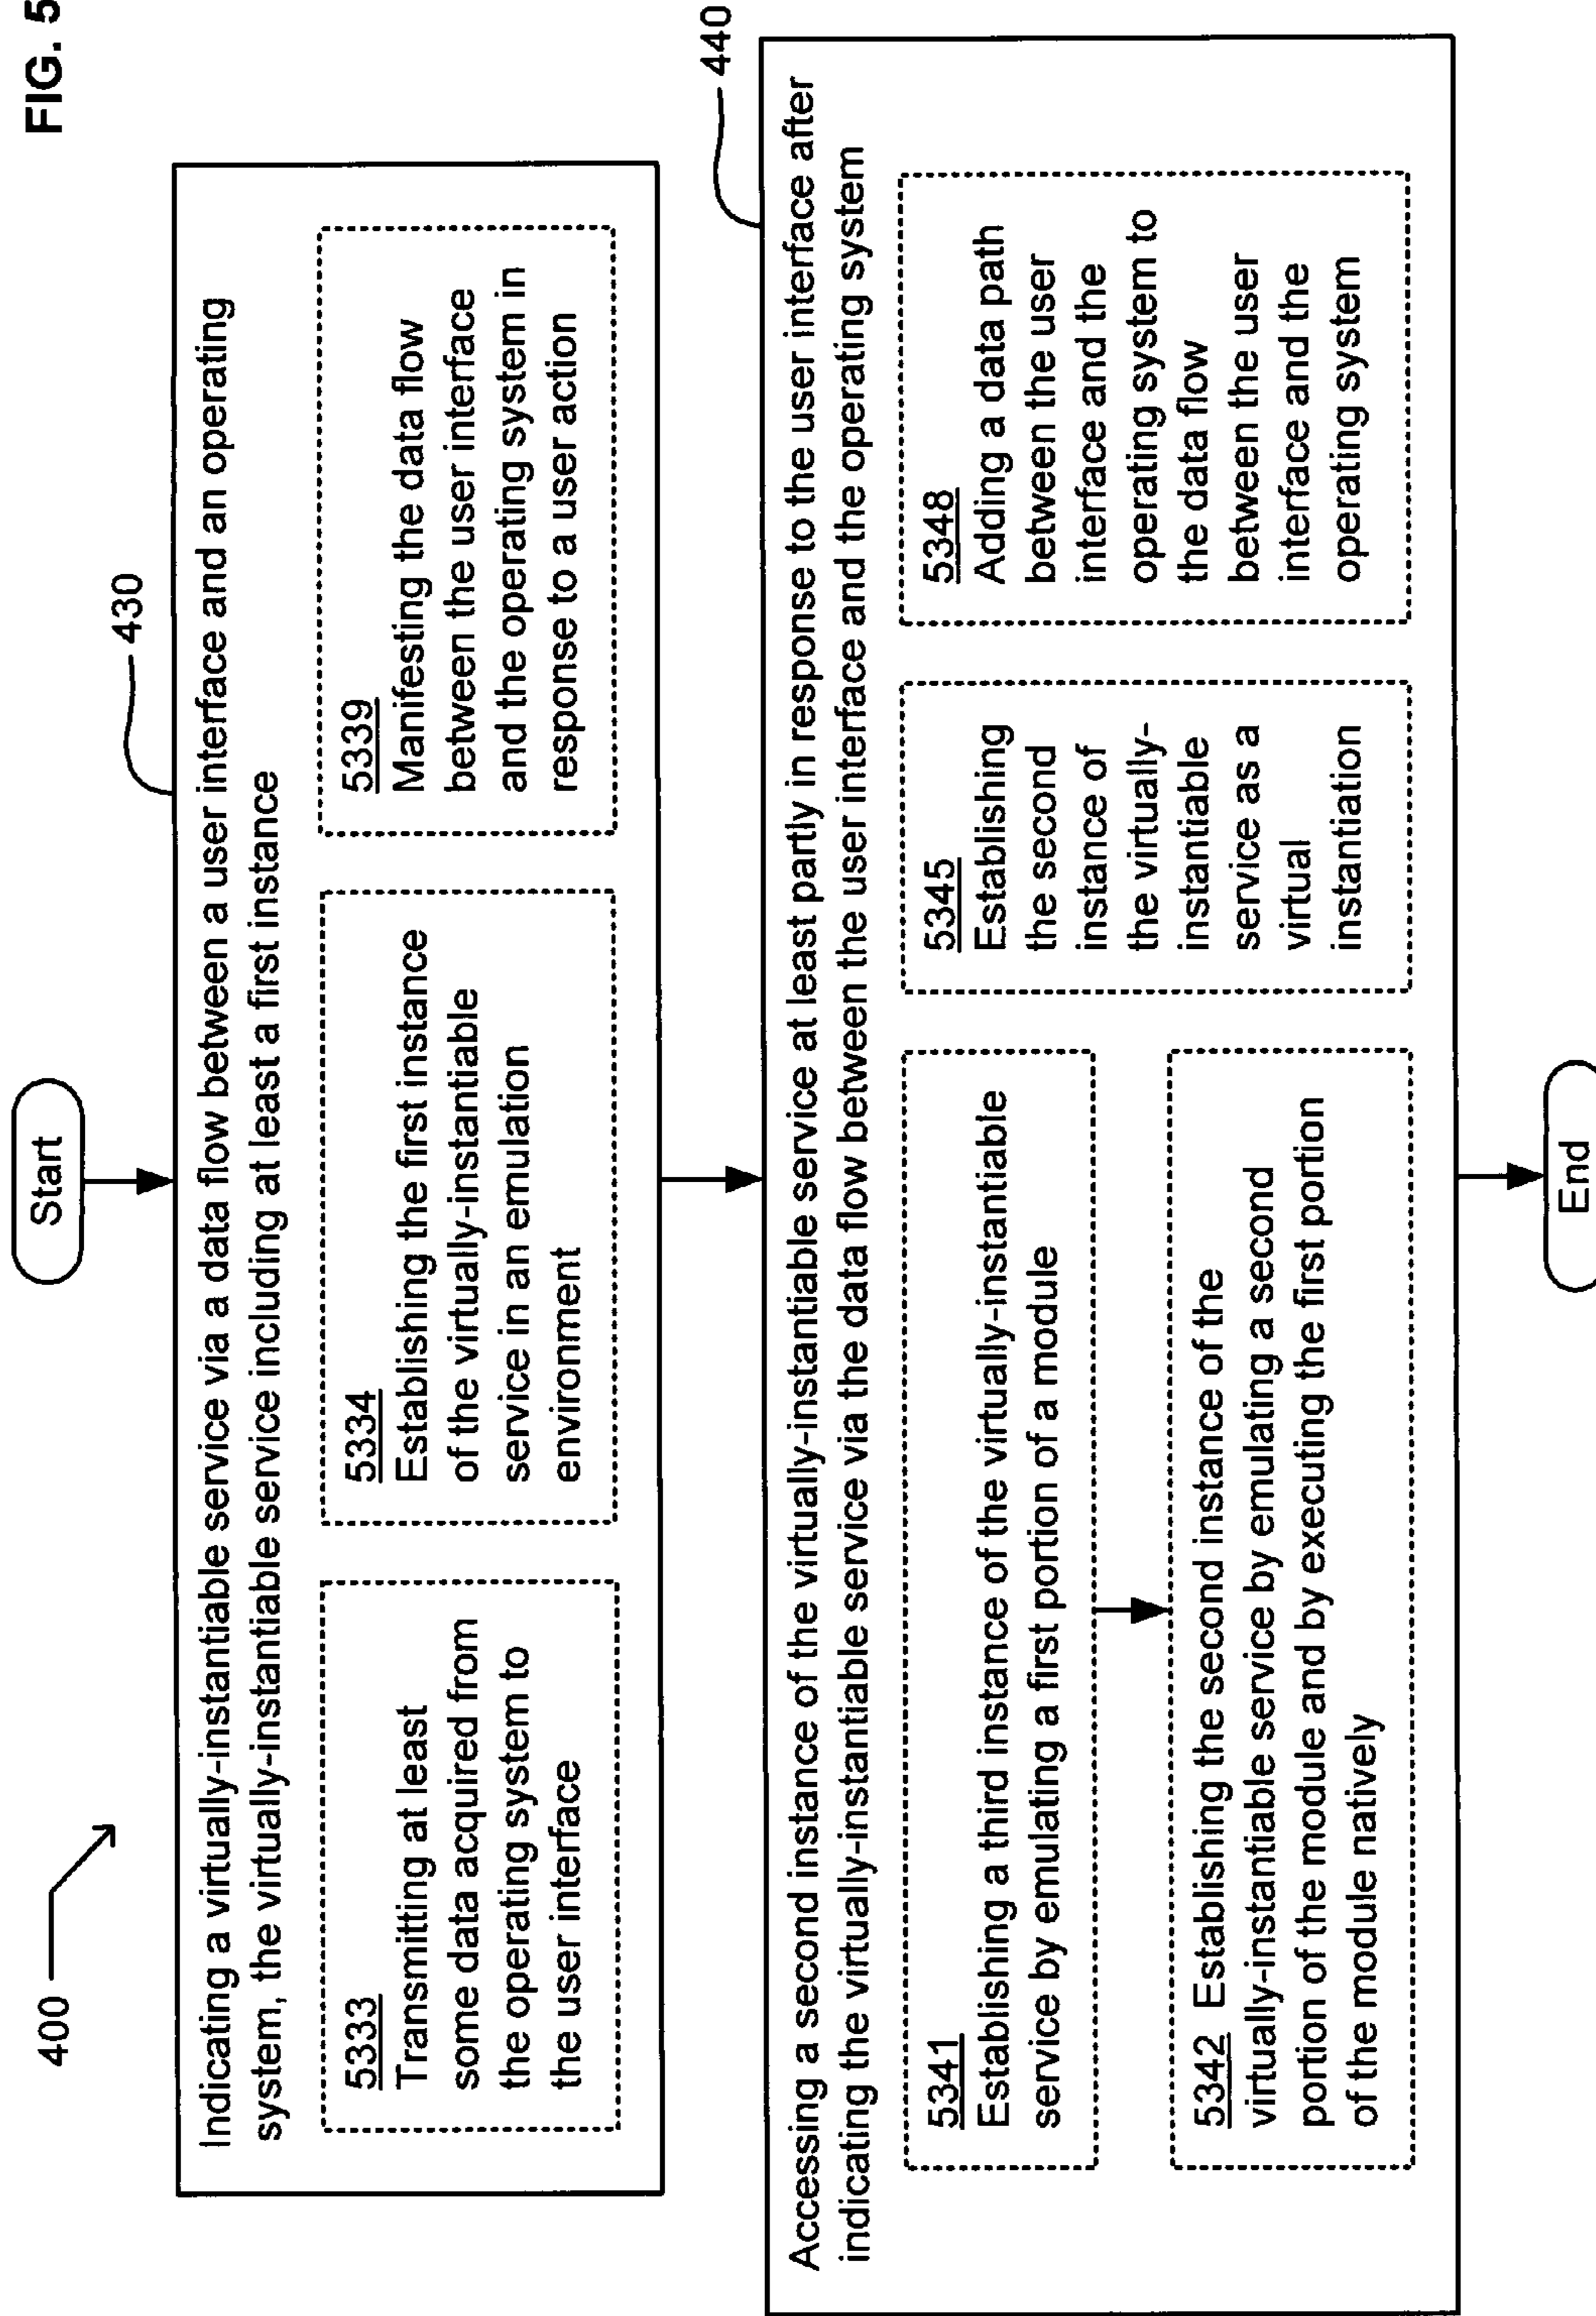 FIG. 5
400
Start
430
Indicating a virtually-instantiable service via a data flow between a user interface and an operating
system, the virtually-instantiable service including at least a first instance
5333
Transmitting at least
some data acquired from
the operating system to
the user interface
5334
Establishing the first instance
of the virtually-instantiable
service in an emulation
environment
5339
Manifesting the data flow
between the user interface
and the operating system in
response to a user action
440
Accessing a second instance of the virtually-instantiable service at least partly in response to the user interface after
indicating the virtually-instantiable service via the data flow between the user interface and the operating system
5341
Establishing a third instance of the virtually-instantiable
service by emulating a first portion of a module
5342 Establishing the second instance of the
virtually-instantiable service by emulating a second
portion of the module and by executing the first portion
of the module natively
5345
Establishing
the second
instance of
the virtually-
instantiable
service as a
virtual
instantiation
5348
Adding a data path
between the user
interface and the
operating system to
the data flow
between the user
interface and the
operating system
End